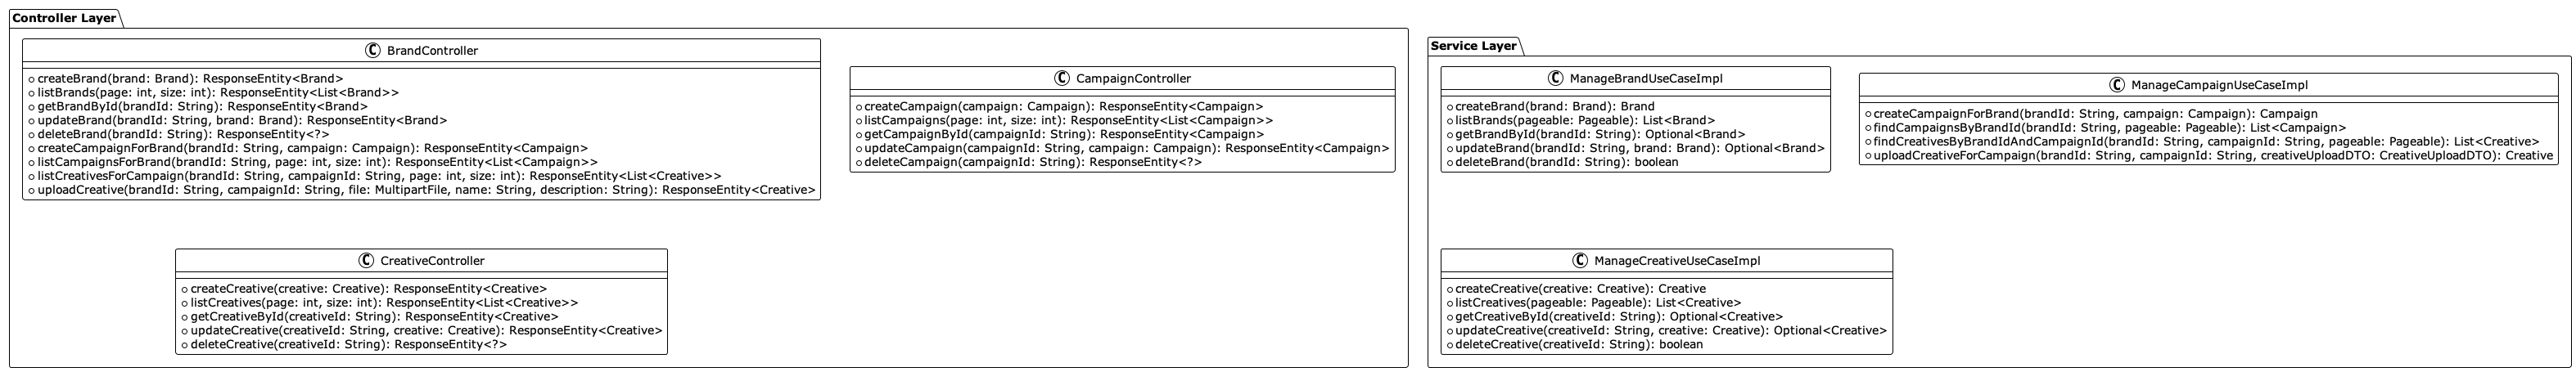 Controller Layer
C BrandController
createBrand(brand: Brand): ResponseEntity<Brand>
listBrands(page: int, size: int): ResponseEntity<List<Brand>>
getBrandById(brandId: String): ResponseEntity<Brand>
updateBrand(brandId: String, brand: Brand): ResponseEntity<Brand>
deleteBrand(brandId: String): ResponseEntity<?>
createCampaignForBrand(brandId: String, campaign: Campaign): ResponseEntity<Campaign>
listCampaignsForBrand(brandId: String, page: int, size: int): ResponseEntity<List<Campaign>>
listCreativesForCampaign(brandId: String, campaignId: String, page: int, size: int): ResponseEntity<List<Creative>>
uploadCreative(brandId: String, campaignId: String, file: MultipartFile, name: String, description: String): ResponseEntity<Creative>
C CampaignController
createCampaign(campaign: Campaign): ResponseEntity<Campaign>
listCampaigns(page: int, size: int): ResponseEntity<List<Campaign>>
getCampaignById(campaignId: String): ResponseEntity<Campaign>
updateCampaign(campaignId: String, campaign: Campaign): ResponseEntity<Campaign>
deleteCampaign(campaignId: String): ResponseEntity<?>
C CreativeController
createCreative(creative: Creative): ResponseEntity<Creative>
listCreatives(page: int, size: int): ResponseEntity<List<Creative>>
getCreativeById(creativeId: String): ResponseEntity<Creative>
updateCreative(creativeId: String, creative: Creative): ResponseEntity<Creative>
deleteCreative(creativeId: String): ResponseEntity<?>
Service Layer
C ManageBrandUseCaseImpl
createBrand(brand: Brand): Brand
listBrands(pageable: Pageable): List<Brand>
getBrandById(brandId: String): Optional<Brand>
updateBrand(brandId: String, brand: Brand): Optional<Brand>
deleteBrand(brandId: String): boolean
C ManageCampaignUseCaseImpl
createCampaignForBrand(brandId: String, campaign: Campaign): Campaign
findCampaignsByBrandId(brandId: String, pageable: Pageable): List<Campaign>
findCreativesByBrandIdAndCampaignId(brandId: String, campaignId: String, pageable: Pageable): List<Creative>
uploadCreativeForCampaign(brandId: String, campaignId: String, creativeUploadDTO: CreativeUploadDTO): Creative
C ManageCreativeUseCaseImpl
createCreative(creative: Creative): Creative
listCreatives(pageable: Pageable): List<Creative>
getCreativeById(creativeId: String): Optional<Creative>
updateCreative(creativeId: String, creative: Creative): Optional<Creative>
deleteCreative(creativeId: String): boolean